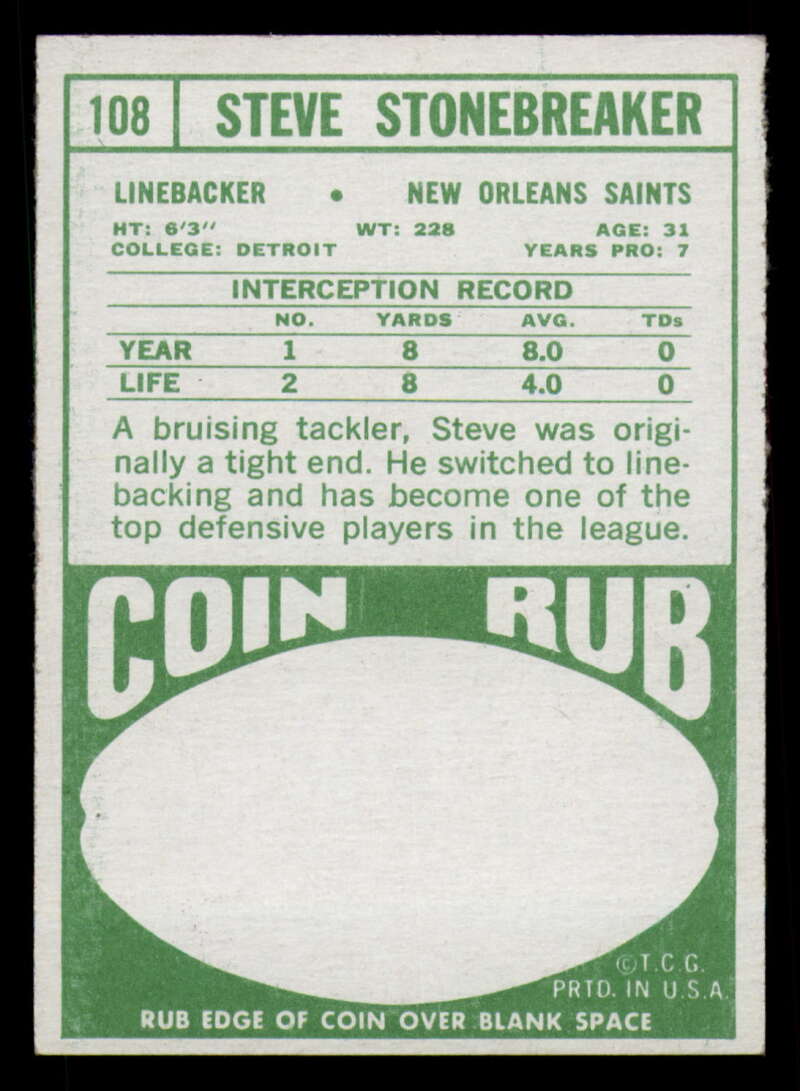 108 STEVE STONEBREAKER
LINEBACKER • NEW ORLEANS SAINTS
HT: 6'3" WT: 228 AGE: 31
COLLEGE: DETROIT YEARS PRO: 7
INTERCEPTION RECORD
NO. YARDS AVG. TDs
YEAR 1 8 8.0 0
LIFE 2 8 4.0 0
A bruising tackler, Steve was origi-
nally a tight end. He switched to line-
backing and has become one of the
top defensive players in the league.
COIN RUB
©T.C.G.
PRTD. IN U.S.A.
RUB EDGE OF COIN OVER BLANK SPACE